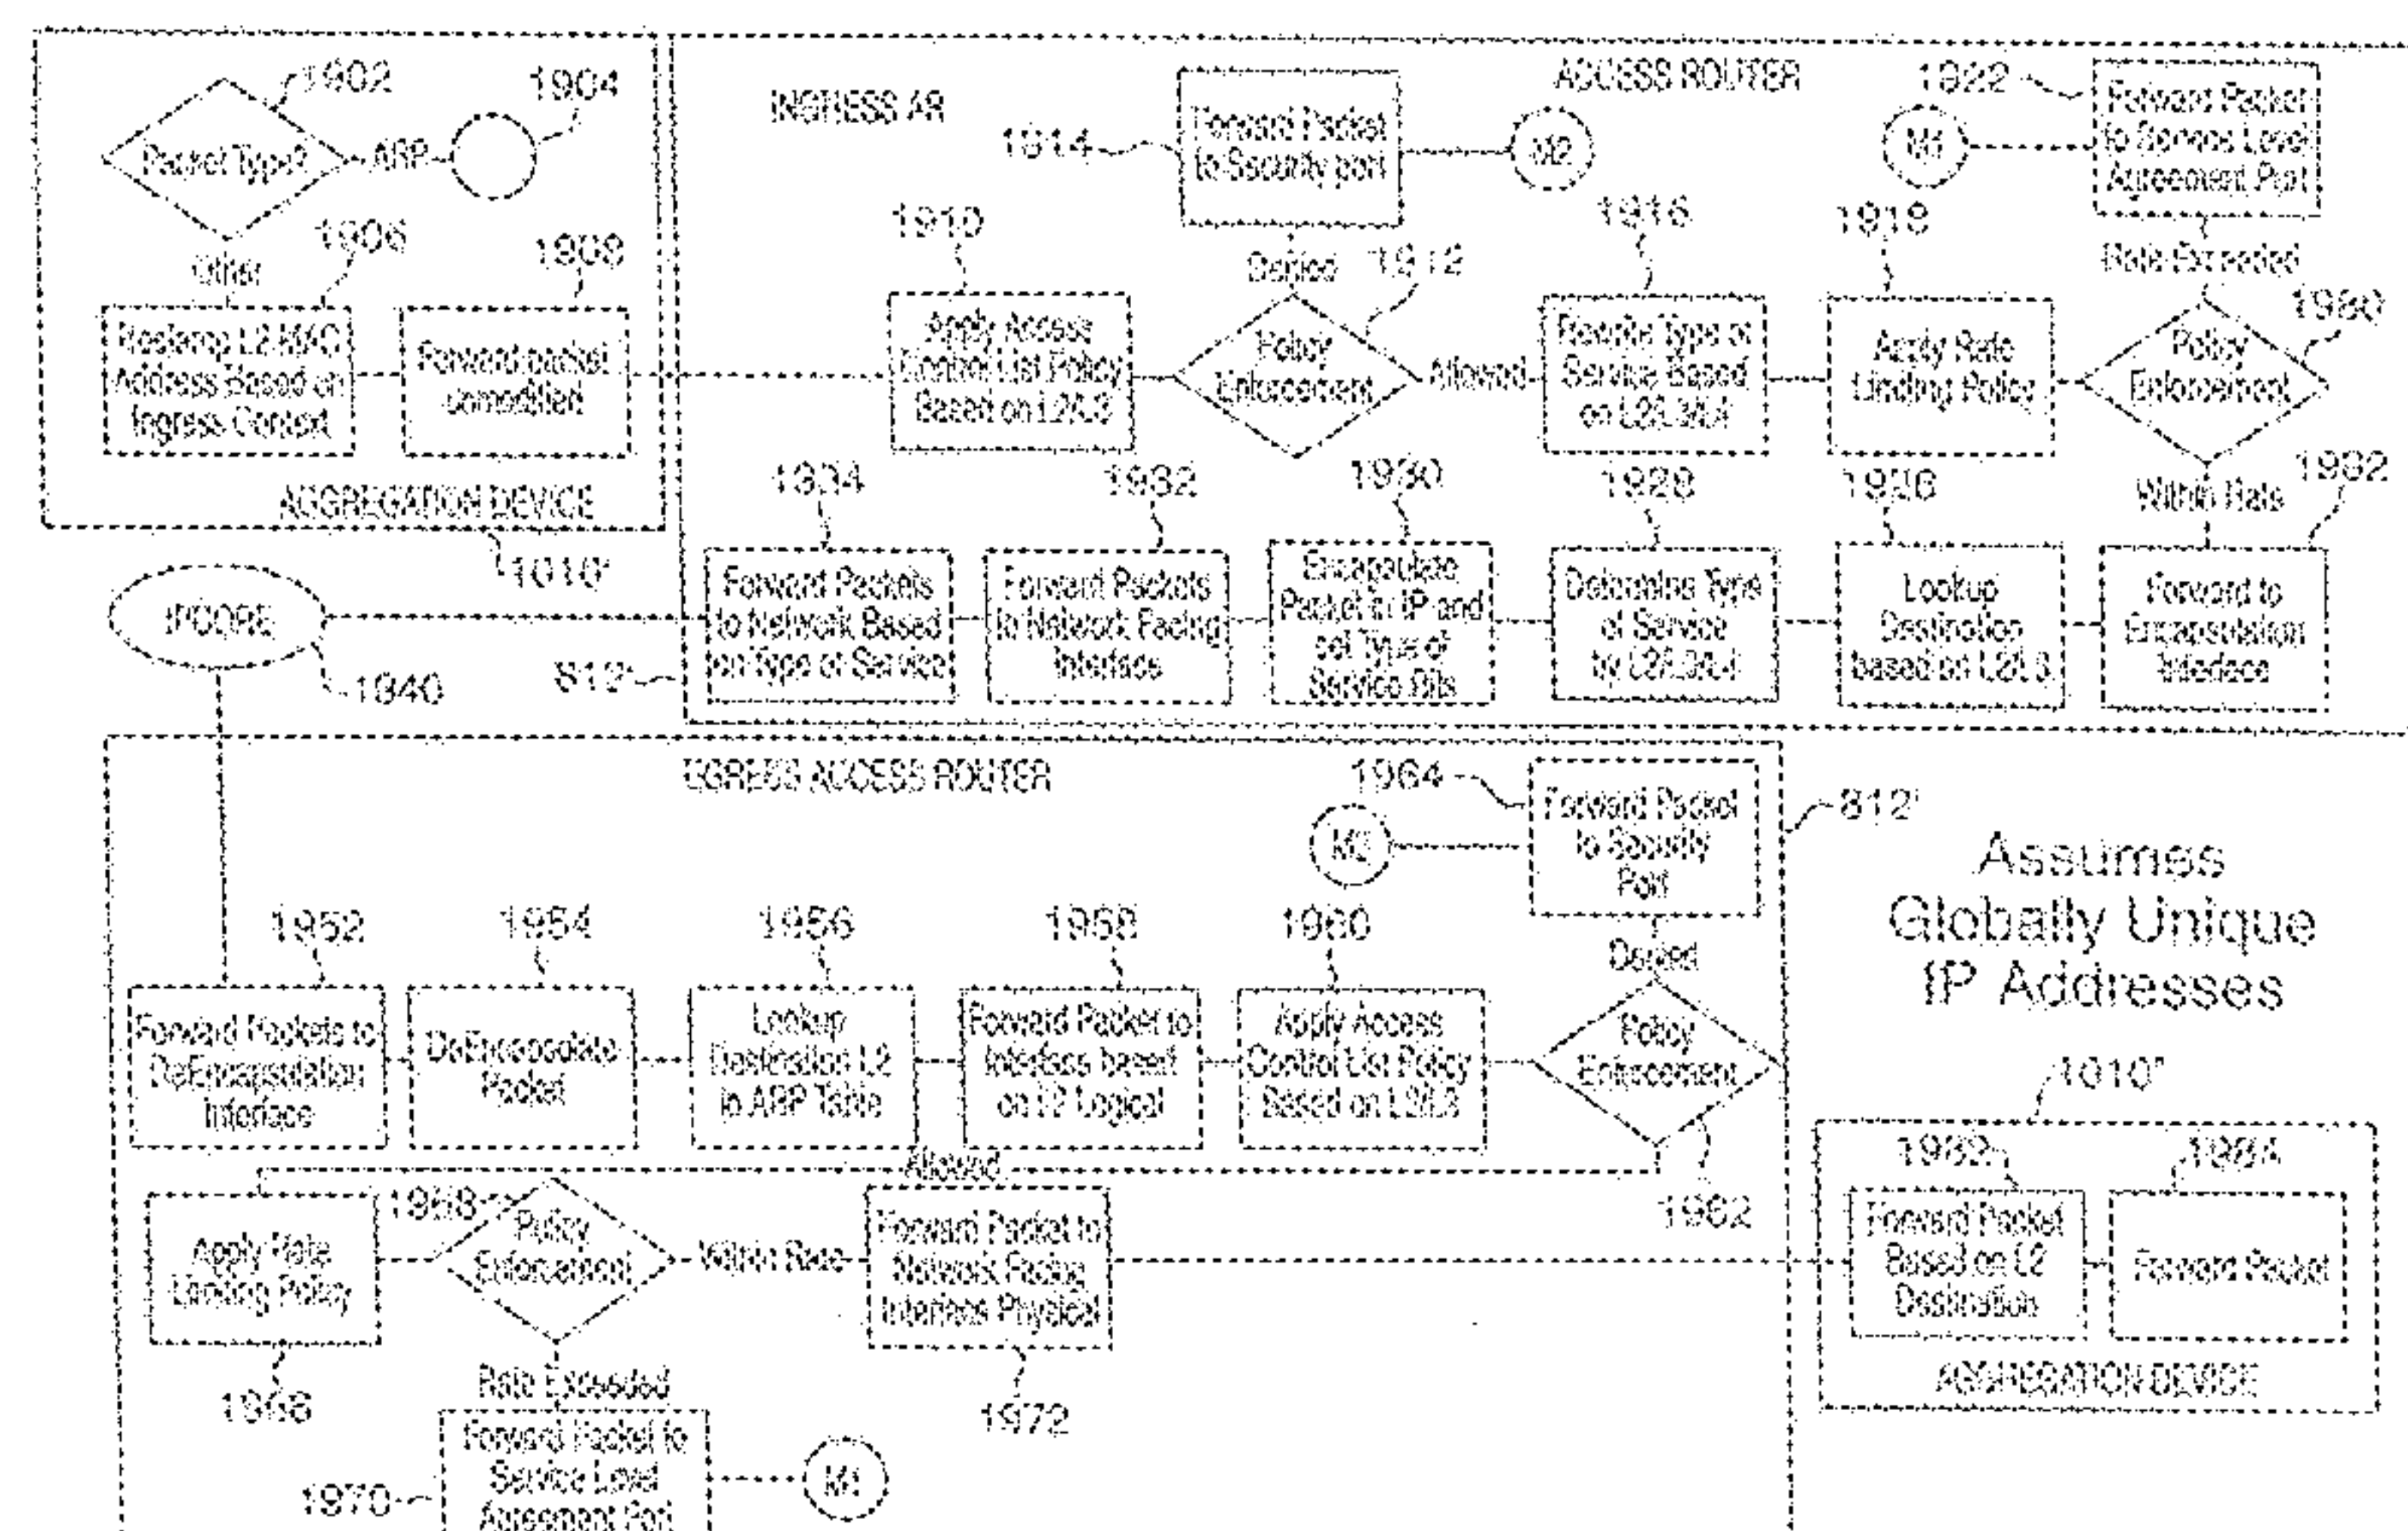 1902
1904
Packet Type?
ARP
Other
1906
1908
Restamp L2 MAC
Address Based on
Ingress Context
Forward packet
AGGREGATION DEVICE
1010'
INGRESS AR
ACCESS ROUTER
1914
Forward Packet
to Security port
M2
1922
M1
Forward Packet
to Service Level
Agreement Port
1910
Denied
1912
1916
1918
Rate Exceeded
1980
Apply Access
Control List Policy
Based on L2/L3
Policy
Enforcement
Allowed
Rewrite Type of
Service Based
on L2/L3/L4
Apply Rate
Limiting Policy
Policy
Enforcement
1934
1932
1930
1928
1926
Within Rate
1982
IPCORE
1940
812'
Forward Packets
to Network Based
on Type of Service
Forward Packets
to Network Facing
Interface
Encapsulate
Packet in IP and
set Type of
Service Bits
Determine Type
of Service
by L2/L3/L4
Lookup
Destination
based on L2/L3
Forward to
Encapsulation
Interface
EGRESS ACCESS ROUTER
1964
Forward Packet
to Security
Port
812'
Assumes
Globally Unique
IP Addresses
1952
1954
1956
1958
1960
Denied
Forward Packets to
DeEncapsulation
Interface
DeEncapsulate
Packet
Lookup
Destination L2
in ARP Table
Forward Packet to
Interface based
on L2 Logical
Apply Access
Control List Policy
Based on L2/L3
Policy
Enforcement
Allowed
1962
1010"
1982
1984
Forward Packet
Based on L2
Destination
Forward Packet
AGGREGATION DEVICE
1968
Apply Rate
Limiting Policy
1966
Policy
Enforcement
Within Rate
Forward Packet to
Network Facing
Interface Physical
1972
Rate Exceeded
Forward Packet to
Service Level
Agreement Port
1970
M1